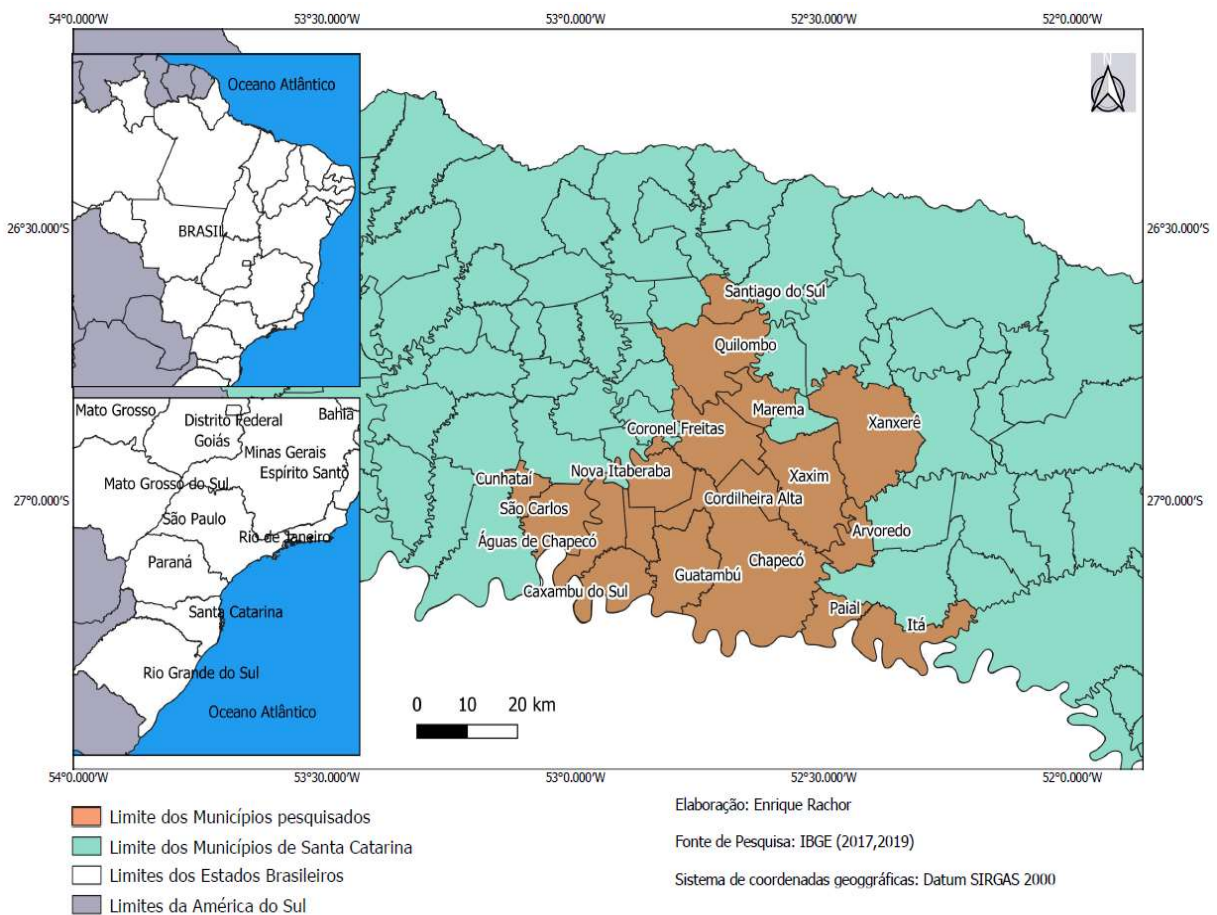 54°0.000'W
53°30.000'W
53°0.000'W
52°30.000'W
52°0.000'W
N
26°30.000'S
26°30.000'S
27°0.000'S
27°0.000'S
Oceano Atlântico
BRASIL
Mato Grosso
Distrito Federal
Bahia
Goiás
Minas Gerais
Espírito Santo
Mato Grosso do Sul
São Paulo
Rio de Janeiro
Paraná
Santa Catarina
Rio Grande do Sul
Oceano Atlântico
Santiago do Sul
Quilombo
Marema
Xanxerê
Coronel Freitas
Nova Itaberaba
Xaxim
Cunhataí
Cordilheira Alta
São Carlos
Arvoredo
Águas de Chapecó
Chapecó
Guatambú
Caxambu do Sul
Paial
Itá
0 10 20 km
54°0.000'W
53°30.000'W
53°0.000'W
52°30.000'W
52°0.000'W
Limite dos Municípios pesquisados
Limite dos Municípios de Santa Catarina
Limites dos Estados Brasileiros
Limites da América do Sul
Elaboração: Enrique Rachor
Fonte de Pesquisa: IBGE (2017,2019)
Sistema de coordenadas geoggráficas: Datum SIRGAS 2000